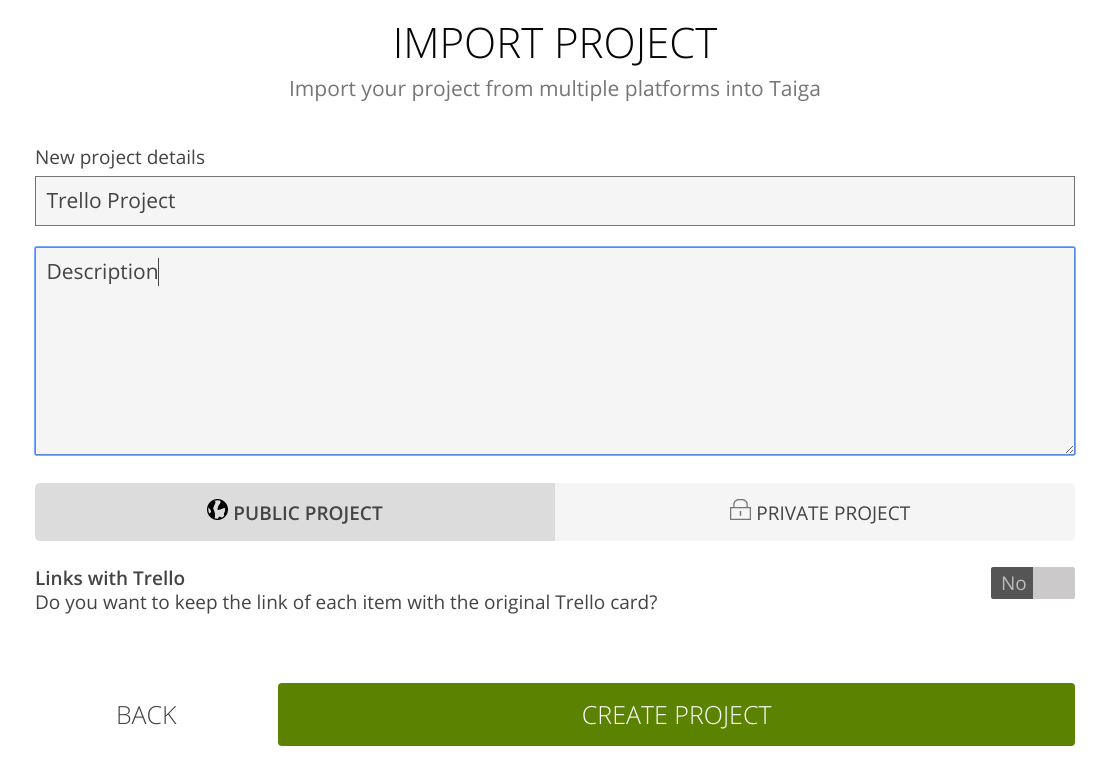 IMPORT PROJECT
Import your project from multiple platforms into Taiga
New project details
Trello Project
Description
PUBLIC PROJECT
PRIVATE PROJECT
Links with Trello
No
Do you want to keep the link of each item with the original Trello card?
BACK
CREATE PROJECT